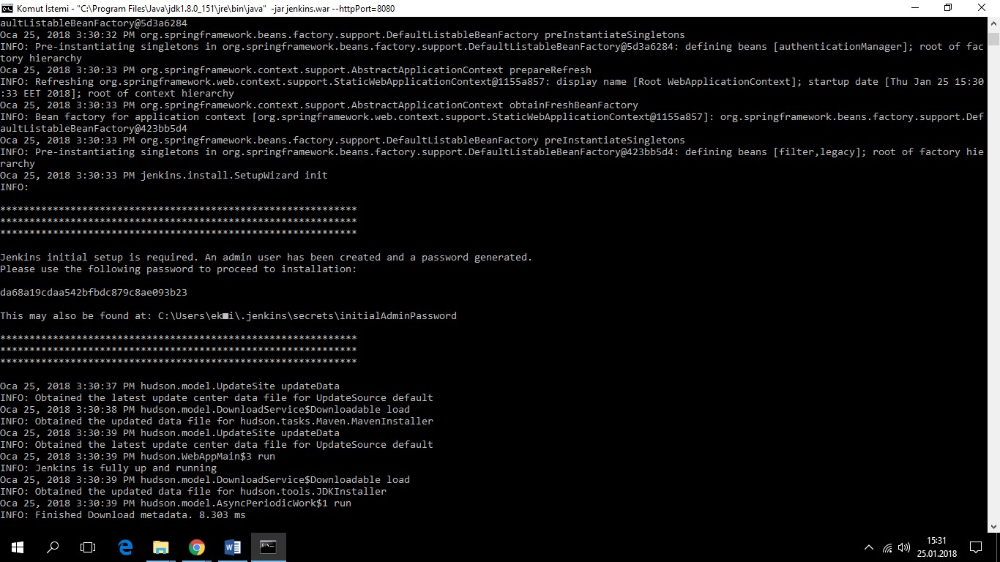 Komut İstemi - "C:\Program Files\Java\jdk1.8.0_151\jre\bin\java" -jar jenkins.war --httpPort=8080
aultListableBeanFactory@5d3a6284
Oca 25, 2018 3:30:32 PM org.springframework.beans.factory.support.DefaultListableBeanFactory preInstantiateSingletons
INFO: Pre-instantiating singletons in org.springframework.beans.factory.support.DefaultListableBeanFactory@5d3a6284: defining beans [authenticationManager]; root of fac
tory hierarchy
Oca 25, 2018 3:30:33 PM org.springframework.context.support.AbstractApplicationContext prepareRefresh
INFO: Refreshing org.springframework.web.context.support.StaticWebApplicationContext@1155a857: display name [Root WebApplicationContext]; startup date [Thu Jan 25 15:30
:33 EET 2018]; root of context hierarchy
Oca 25, 2018 3:30:33 PM org.springframework.context.support.AbstractApplicationContext obtainFreshBeanFactory
INFO: Bean factory for application context [org.springframework.web.context.support.StaticWebApplicationContext@1155a857]: org.springframework.beans.factory.support.Def
aultListableBeanFactory@423bb5d4
Oca 25, 2018 3:30:33 PM org.springframework.beans.factory.support.DefaultListableBeanFactory preInstantiateSingletons
INFO: Pre-instantiating singletons in org.springframework.beans.factory.support.DefaultListableBeanFactory@423bb5d4: defining beans [filter,legacy]; root of factory hie
rarchy
Oca 25, 2018 3:30:33 PM jenkins.install.SetupWizard init
INFO:
*************************************************************
*************************************************************
*************************************************************
Jenkins initial setup is required. An admin user has been created and a password generated.
Please use the following password to proceed to installation:
da68a19cdaa542bfbdc879c8ae093b23
This may also be found at: C:\Users\ek■i\.jenkins\secrets\initialAdminPassword
*************************************************************
*************************************************************
*************************************************************
Oca 25, 2018 3:30:37 PM hudson.model.UpdateSite updateData
INFO: Obtained the latest update center data file for UpdateSource default
Oca 25, 2018 3:30:38 PM hudson.model.DownloadService$Downloadable load
INFO: Obtained the updated data file for hudson.tasks.Maven.MavenInstaller
Oca 25, 2018 3:30:39 PM hudson.model.UpdateSite updateData
INFO: Obtained the latest update center data file for UpdateSource default
Oca 25, 2018 3:30:39 PM hudson.WebAppMain$3 run
INFO: Jenkins is fully up and running
Oca 25, 2018 3:30:39 PM hudson.model.DownloadService$Downloadable load
INFO: Obtained the updated data file for hudson.tools.JDKInstaller
Oca 25, 2018 3:30:39 PM hudson.model.AsyncPeriodicWork$1 run
INFO: Finished Download metadata. 8.303 ms
15:31
25.01.2018